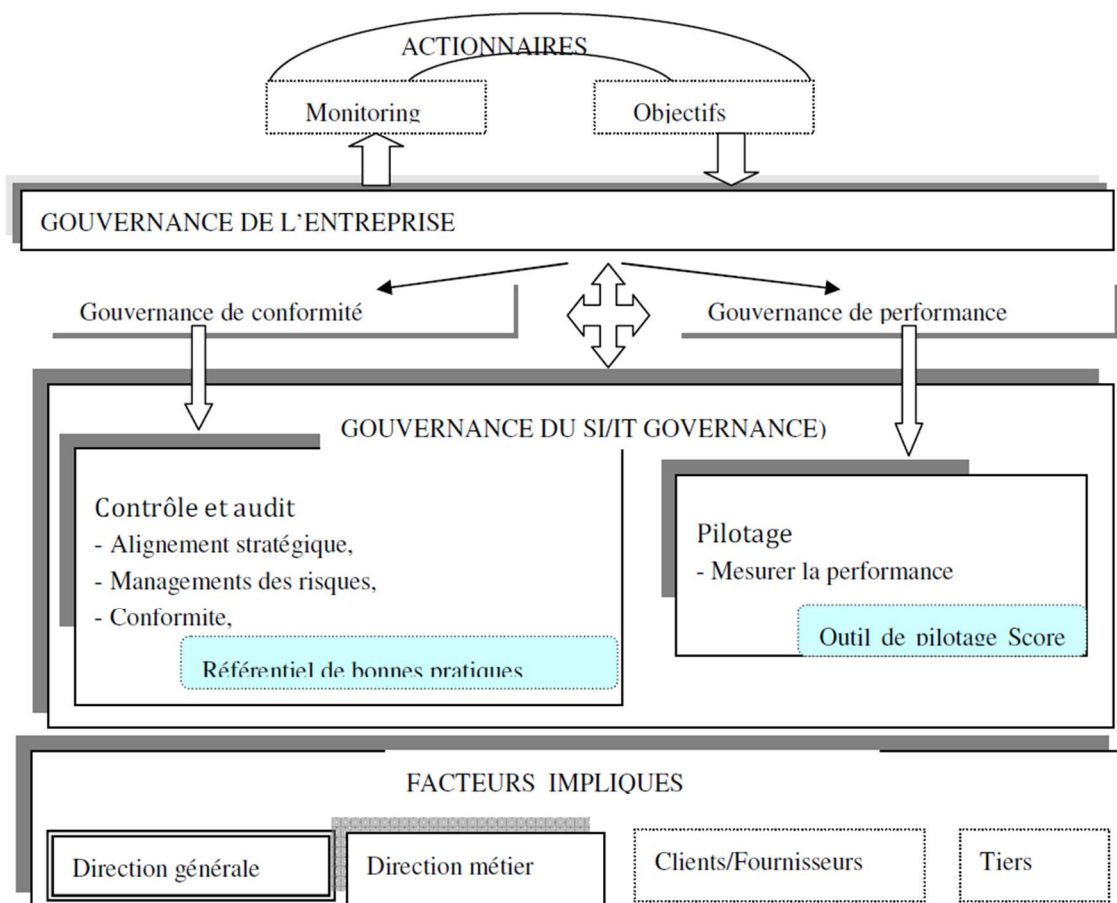 ACTIONNAIRES
Monitoring
Objectifs
GOUVERNANCE DE L'ENTREPRISE
Gouvernance de conformité
Gouvernance de performance
GOUVERNANCE DU SI/IT GOVERNANCE)
Contrôle et audit
- Alignement stratégique,
- Managements des risques,
- Conformite,
Référentiel de bonnes pratiques
Pilotage
- Mesurer la performance
Outil de pilotage Score
FACTEURS IMPLIQUES
Direction générale
Direction métier
Clients/Fournisseurs
Tiers